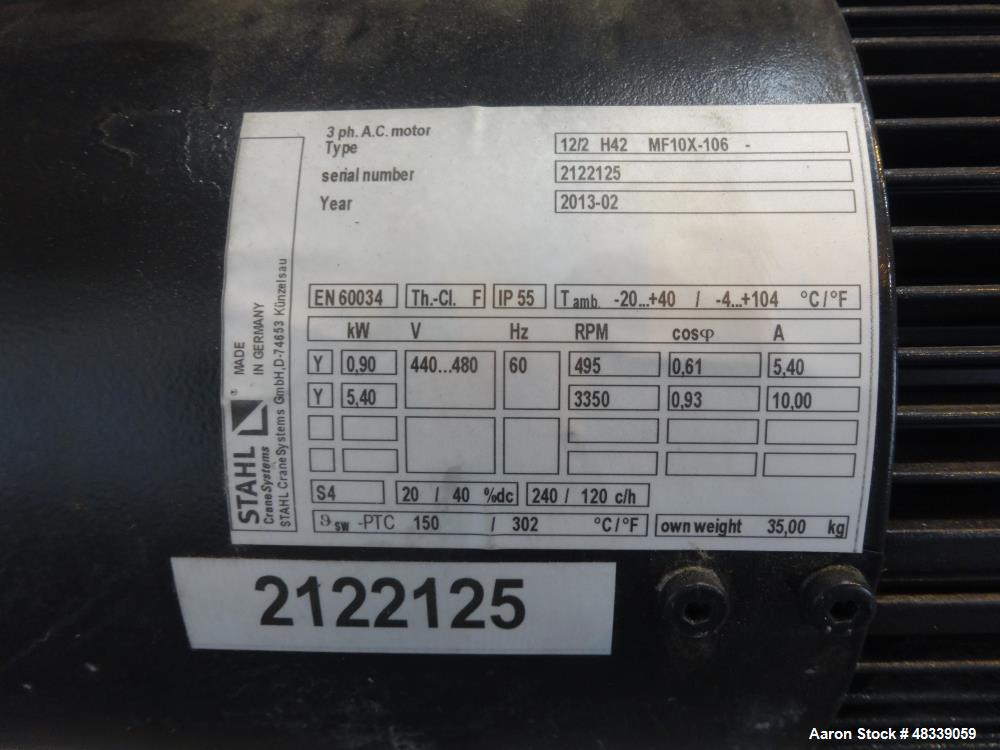 3 ph. A.C. motor
Type 12/2 H42 MF10X-106 -
serial number 2122125
Year 2013-02
EN 60034 Th.-Cl. F IP 55 T amb. -20...+40 / -4...+104 °C/°F
kW V Hz RPM cosφ A
Y 0,90 440...480 60 495 0,61 5,40
Y 5,40 3350 0,93 10,00
S4 20 / 40 %dc 240 / 120 c/h
ϑsw -PTC 150 / 302 °C/°F own weight 35,00 kg
STAHL ®
CraneSystems
MADE
IN GERMANY
STAHL CraneSystems GmbH,D-74653 Künzelsau
2122125
Aaron Stock # 48339059